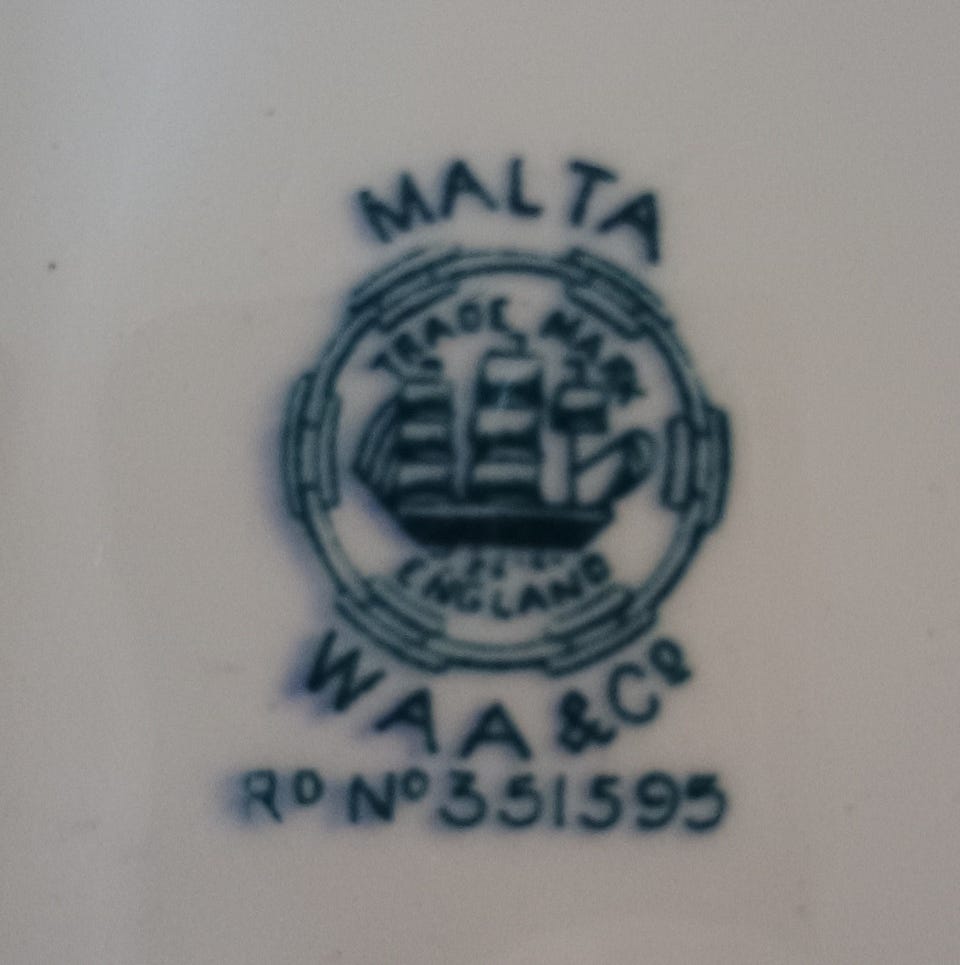 MALTA
TRADE MARK
ENGLAND
WAA & Co
RD No 351595